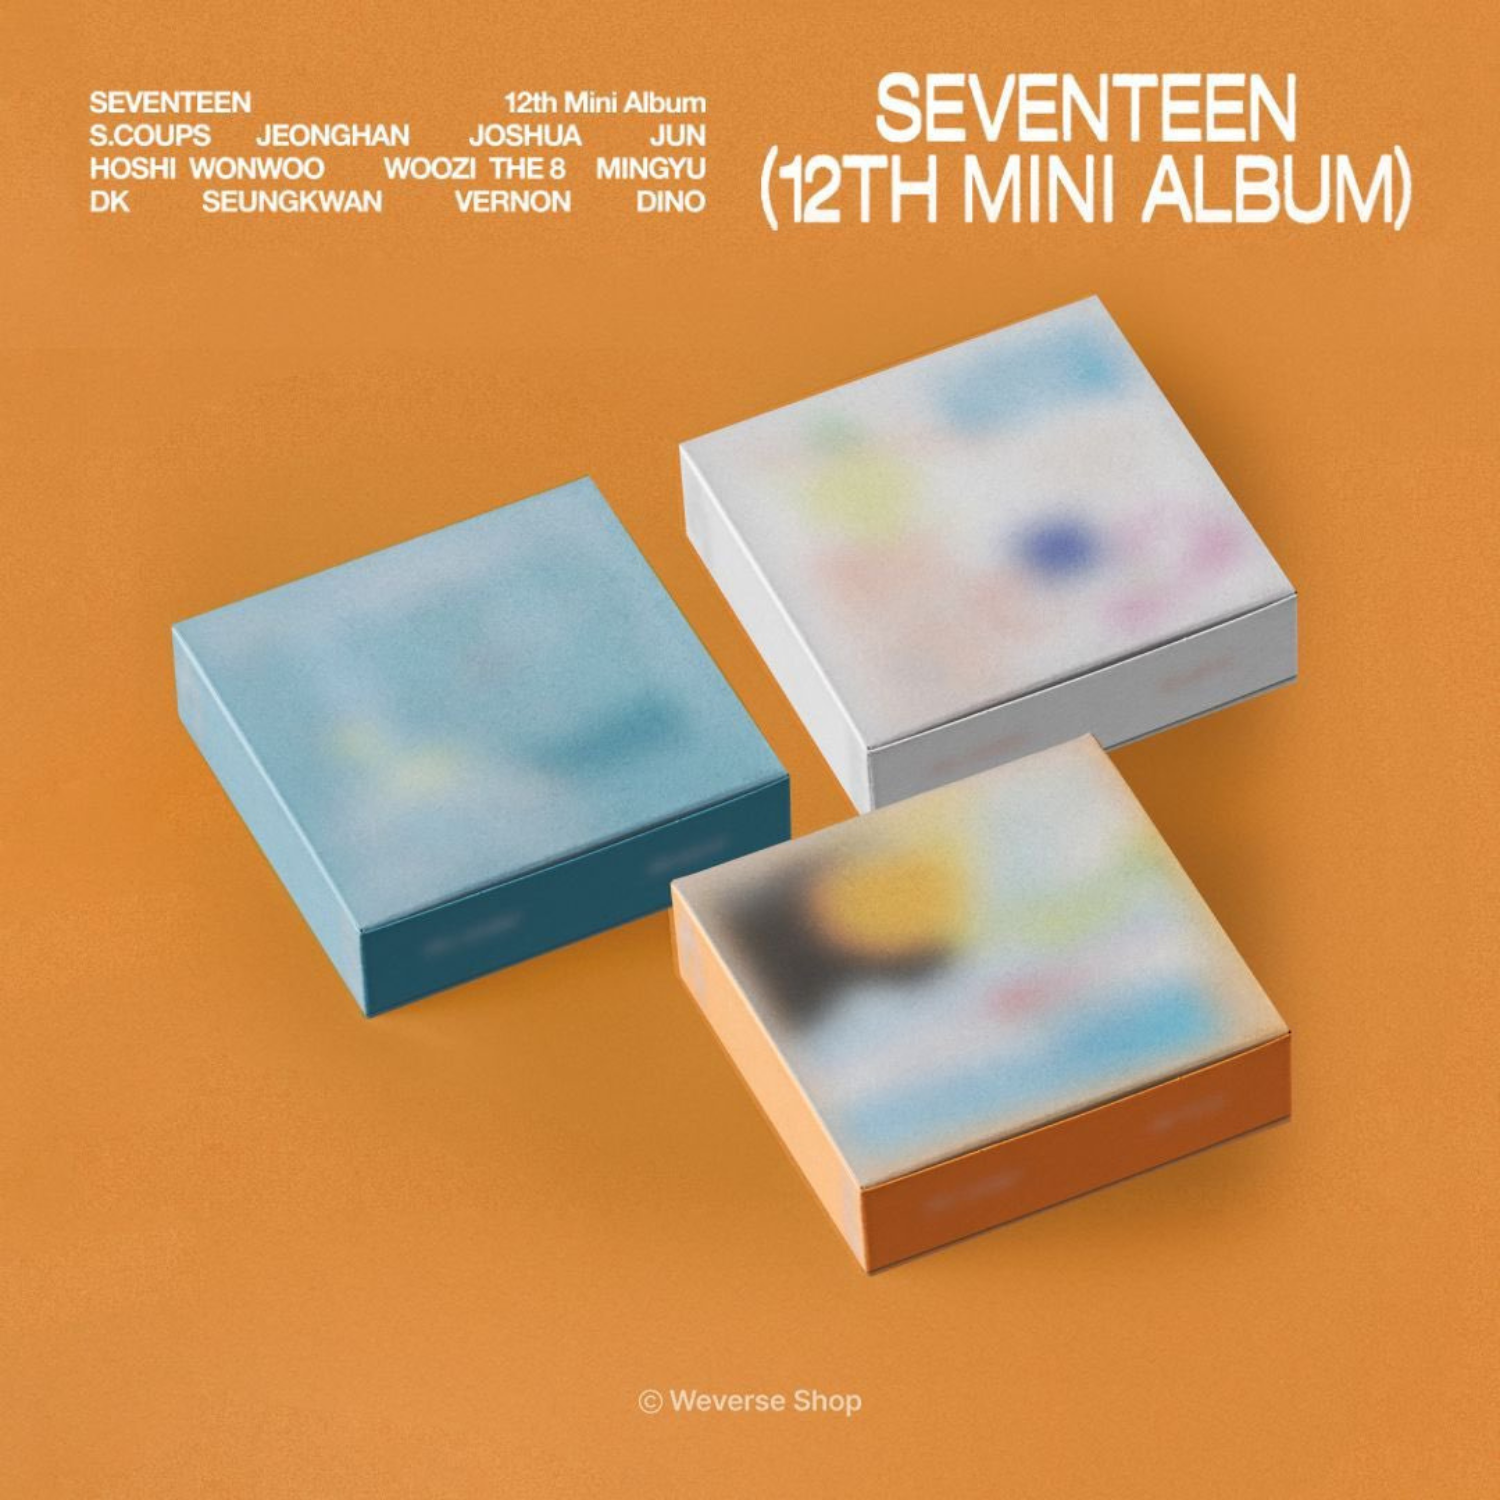 SEVENTEEN 12th Mini Album
S.COUPS JEONGHAN JOSHUA JUN
HOSHI WONWOO WOOZI THE 8 MINGYU
DK SEUNGKWAN VERNON DINO
SEVENTEEN
(12TH MINI ALBUM)
© Weverse Shop